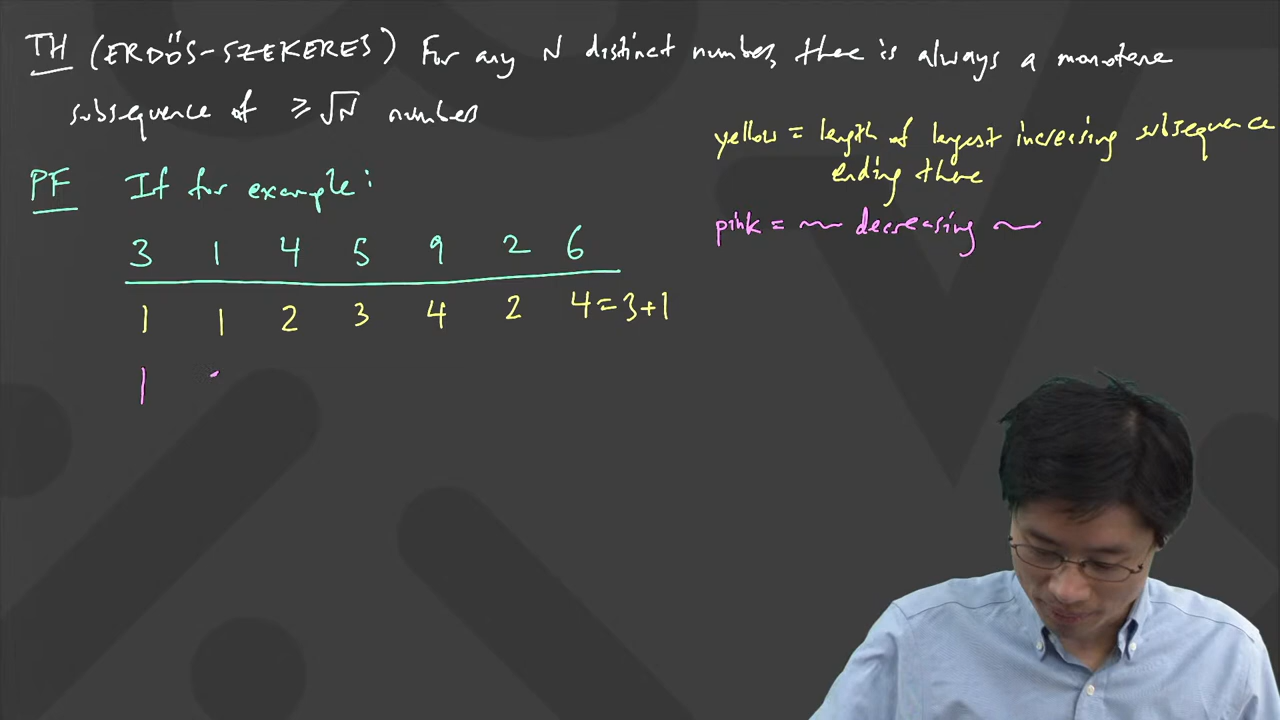 TH (ERDŐS-SZEKERES) For any N distinct number, there is always a monotone
subsequence of ≥ √N numbers
yellow = length of largest increasing subsequence
ending there
pink = ~ decreasing ~
PF If for example:
3 1 4 5 9 2 6
1 1 2 3 4 2 4=3+1
1